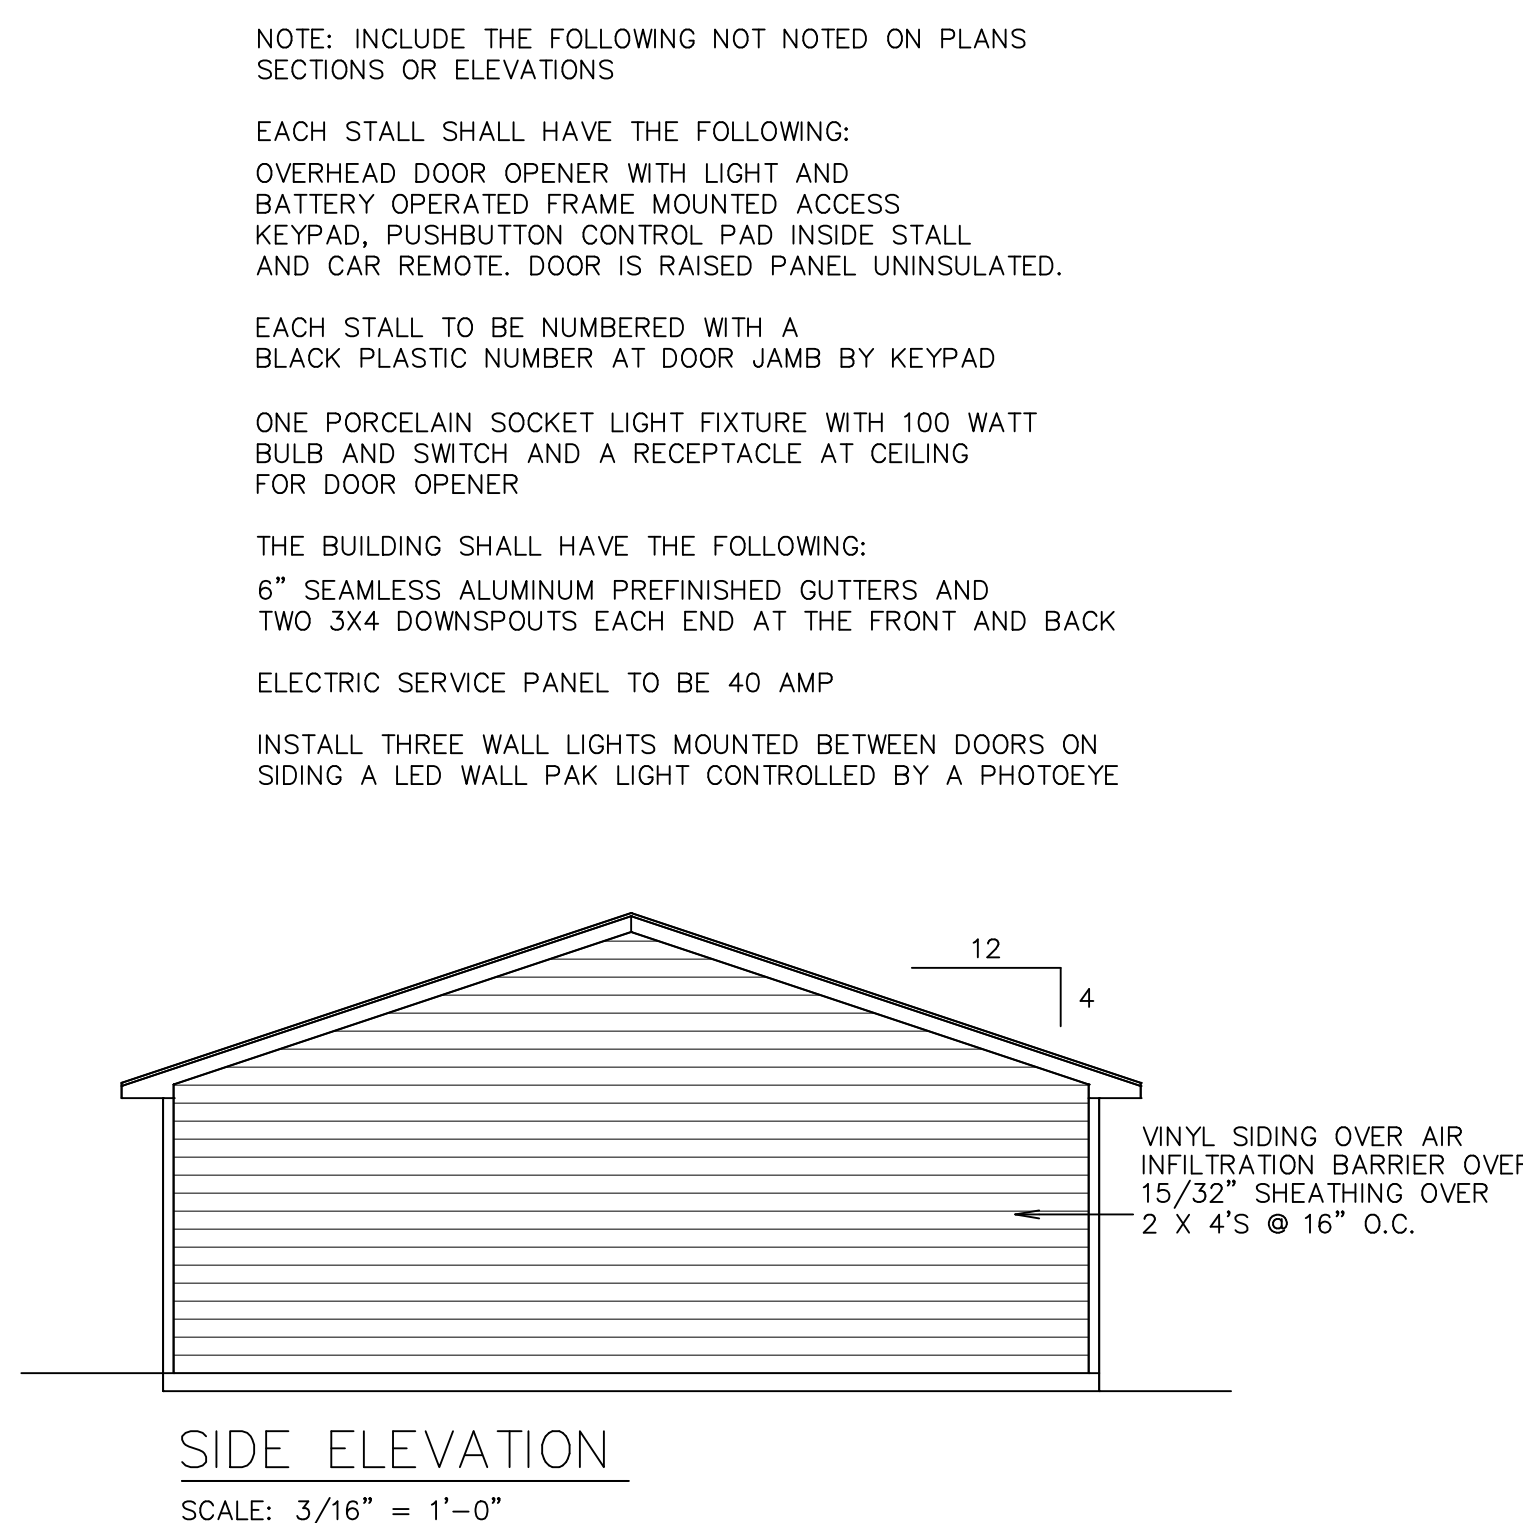 NOTE: INCLUDE THE FOLLOWING NOT NOTED ON PLANS
SECTIONS OR ELEVATIONS
EACH STALL SHALL HAVE THE FOLLOWING:
OVERHEAD DOOR OPENER WITH LIGHT AND
BATTERY OPERATED FRAME MOUNTED ACCESS
KEYPAD, PUSHBUTTON CONTROL PAD INSIDE STALL
AND CAR REMOTE. DOOR IS RAISED PANEL UNINSULATED.
EACH STALL TO BE NUMBERED WITH A
BLACK PLASTIC NUMBER AT DOOR JAMB BY KEYPAD
ONE PORCELAIN SOCKET LIGHT FIXTURE WITH 100 WATT
BULB AND SWITCH AND A RECEPTACLE AT CEILING
FOR DOOR OPENER
THE BUILDING SHALL HAVE THE FOLLOWING:
6" SEAMLESS ALUMINUM PREFINISHED GUTTERS AND
TWO 3X4 DOWNSPOUTS EACH END AT THE FRONT AND BACK
ELECTRIC SERVICE PANEL TO BE 40 AMP
INSTALL THREE WALL LIGHTS MOUNTED BETWEEN DOORS ON
SIDING A LED WALL PAK LIGHT CONTROLLED BY A PHOTOEYE
12
4
VINYL SIDING OVER AIR
INFILTRATION BARRIER OVER
15/32" SHEATHING OVER
2 X 4'S @ 16" O.C.
SIDE ELEVATION
SCALE: 3/16" = 1'-0"